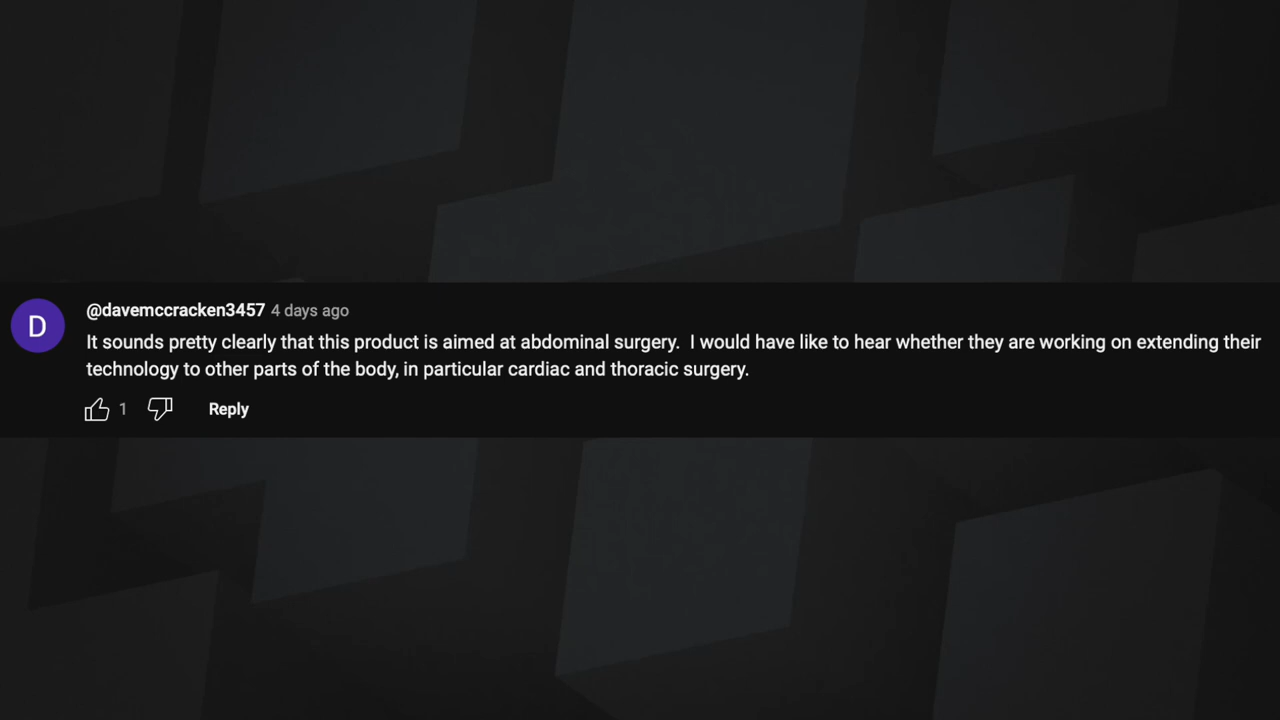 D
@davemccracken3457 4 days ago
It sounds pretty clearly that this product is aimed at abdominal surgery.  I would have like to hear whether they are working on extending their
technology to other parts of the body, in particular cardiac and thoracic surgery.
1 Reply